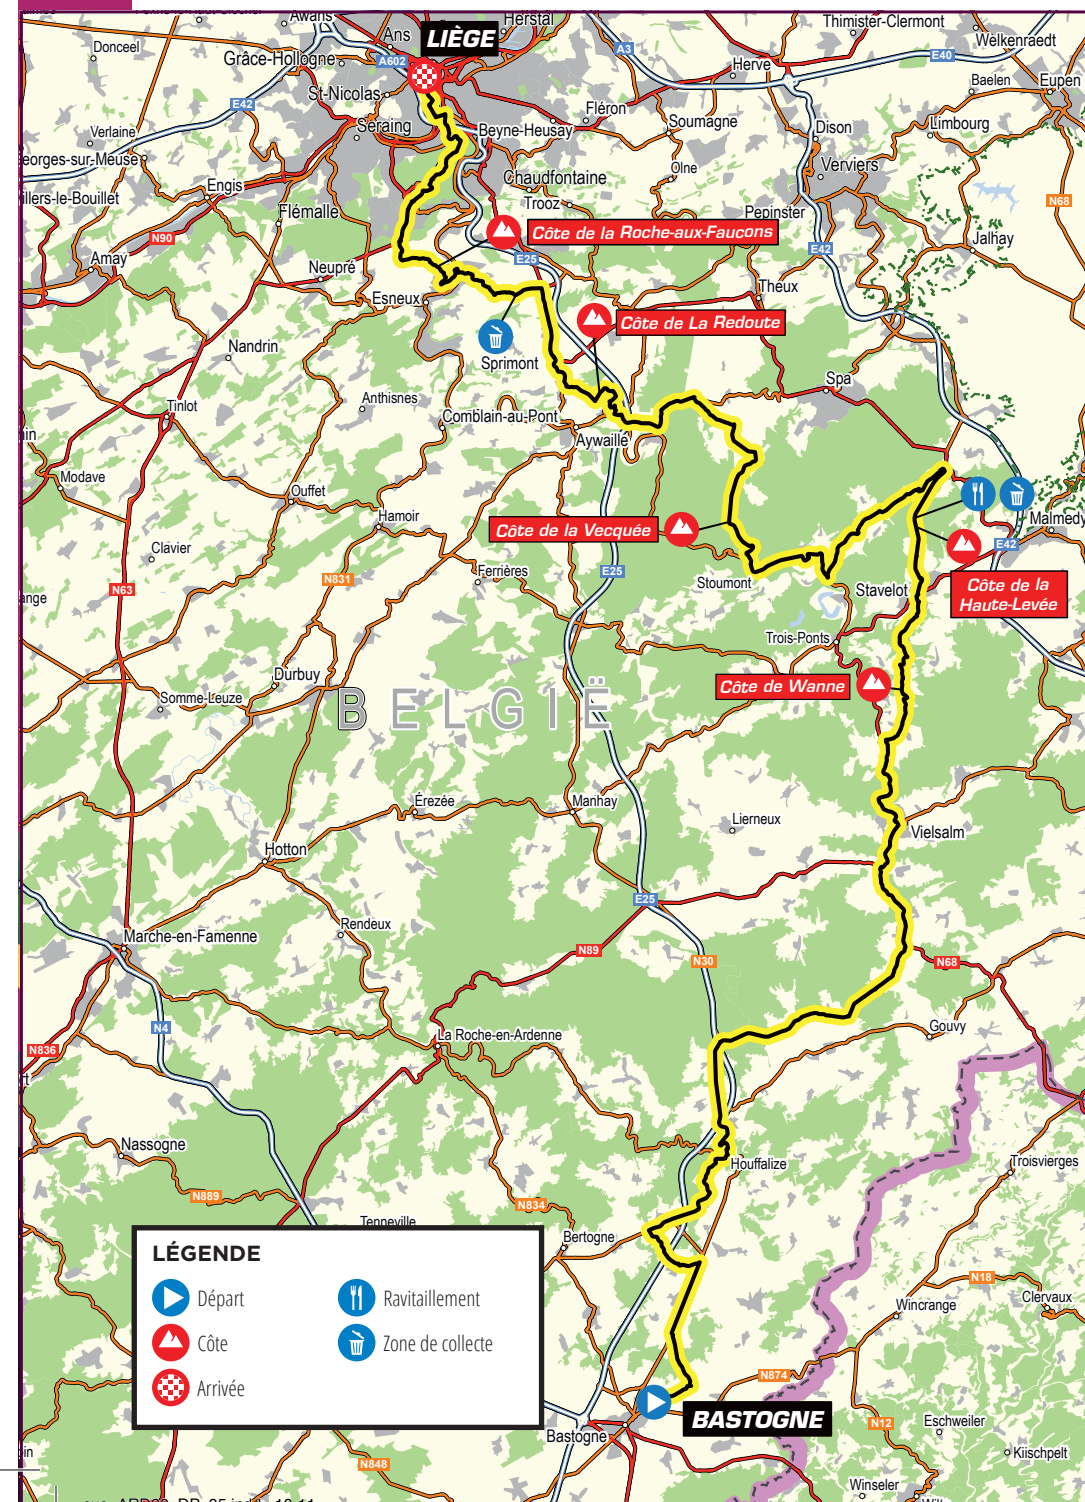 Awans
Herstal
Thimister-Clermont
Donceel
Ans
LIÈGE
Welkenraedt
A3
E40
Grâce-Hollogne
A602
Herve
Baelen
Eupen
St-Nicolas
E42
Fléron
Seraing
Beyne-Heusay
Soumagne
Dison
Limbourg
Verlaine
eorges-sur-Meuse
Olne
Verviers
Engis
Chaudfontaine
illers-le-Bouillet
Trooz
N68
Flémalle
Pepinster
N90
Côte de la Roche-aux-Faucons
Jalhay
E42
Amay
E25
Neupré
Theux
Esneux
Côte de La Redoute
Nandrin
Sprimont
Spa
Anthisnes
Tinlot
Comblain-au-Pont
Aywaille
Modave
Ouffet
Hamoir
Côte de la Vecquée
Malmedy
Clavier
E42
E25
Ferrières
N831
Stoumont
Stavelot
Côte de la
Haute-Levée
N63
ange
Trois-Ponts
Durbuy
Côte de Wanne
Somme-Leuze
BELGIË
Érezée
Manhay
Lierneux
Vielsalm
Hotton
E25
Rendeux
Marche-en-Famenne
N89
N30
N68
N4
Gouvy
La Roche-en-Ardenne
N836
Nassogne
Houffalize
Troisvierges
N889
N834
Tenneville
Bertogne
LÉGENDE
Départ
Ravitaillement
Côte
Zone de collecte
Arrivée
N18
Clervaux
Wincrange
N874
BASTOGNE
N12
Eschweiler
Bastogne
Kiischpelt
N848
Winseler